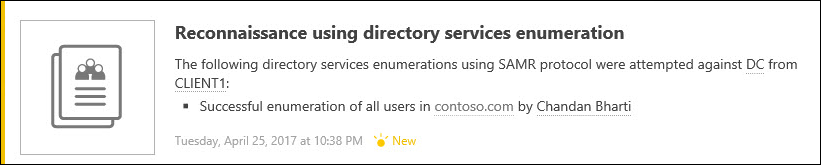 Reconnaissance using directory services enumeration
The following directory services enumerations using SAMR protocol were attempted against DC from
CLIENT1:
▪ Successful enumeration of all users in contoso.com by Chandan Bharti
Tuesday, April 25, 2017 at 10:38 PM New